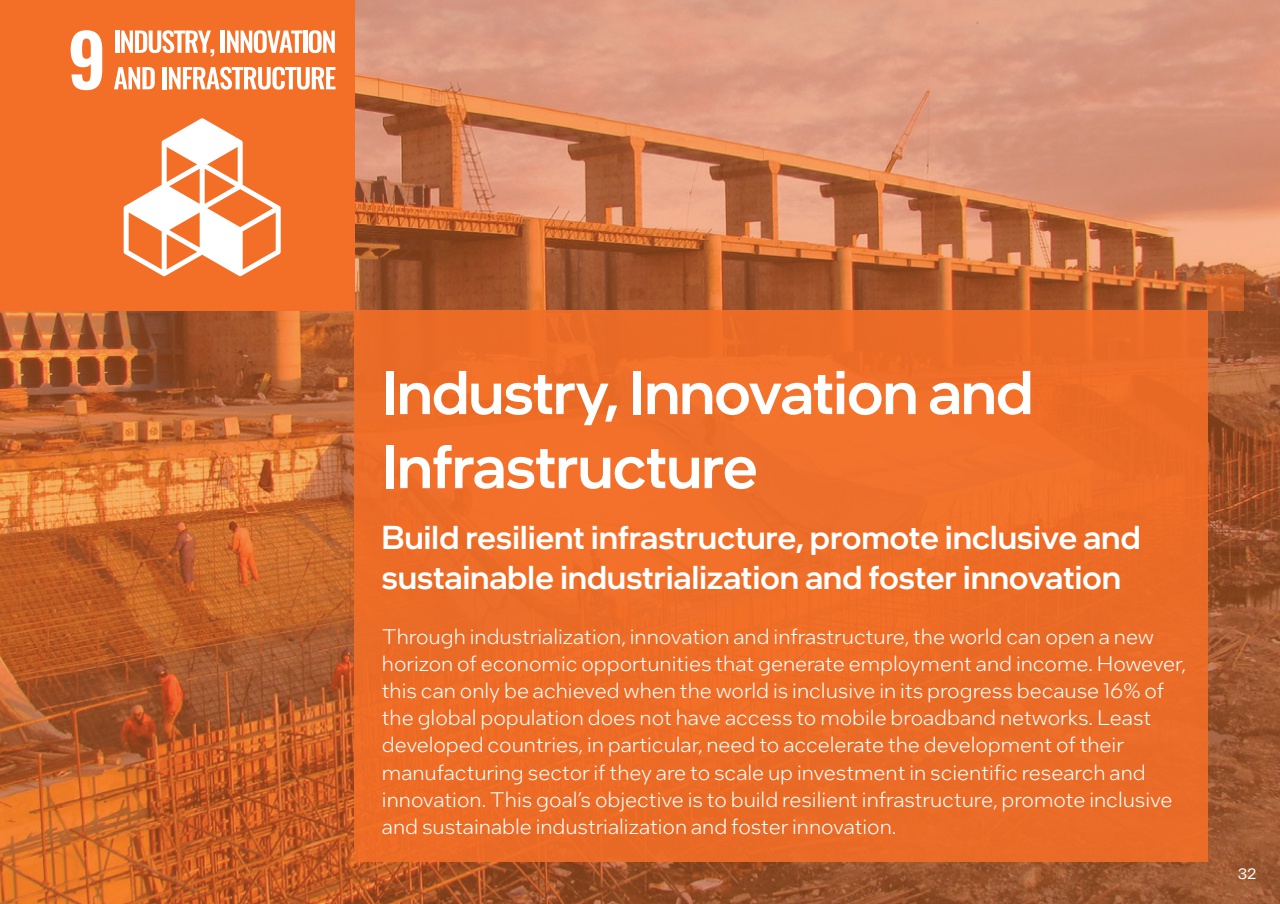 9 INDUSTRY, INNOVATION
AND INFRASTRUCTURE
Industry, Innovation and
Infrastructure
Build resilient infrastructure, promote inclusive and
sustainable industrialization and foster innovation
Through industrialization, innovation and infrastructure, the world can open a new
horizon of economic opportunities that generate employment and income. However,
this can only be achieved when the world is inclusive in its progress because 16% of
the global population does not have access to mobile broadband networks. Least
developed countries, in particular, need to accelerate the development of their
manufacturing sector if they are to scale up investment in scientific research and
innovation. This goal’s objective is to build resilient infrastructure, promote inclusive
and sustainable industrialization and foster innovation.
32